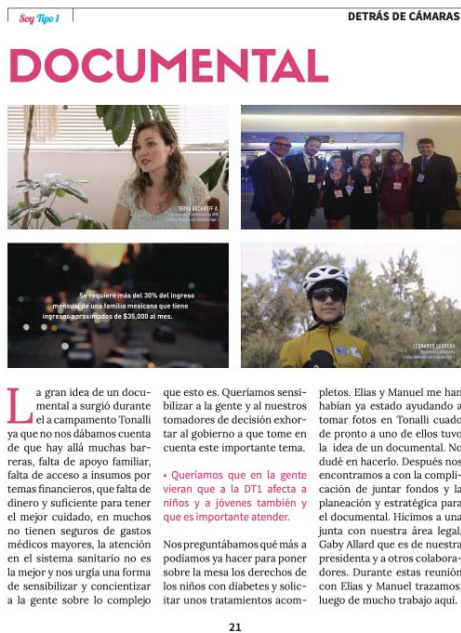 Soy Tipo 1
DETRÁS DE CÁMARAS
DOCUMENTAL
ERIKA BACKHOFF A.
Se requiere más del 30% del ingreso
mensual de una familia mexicana que tiene
ingresos aproximados de $35,000 al mes.
La gran idea de un docu-
mental a surgió durante
el a campamento Tonalli
ya que no nos dábamos cuenta
de que hay allá muchas bar-
reras, falta de apoyo familiar,
falta de acceso a insumos por
temas financieros, que falta de
dinero y suficiente para tener
el mejor cuidado, en muchos
no tienen seguros de gastos
médicos mayores, la atención
en el sistema sanitario no es
la mejor y nos urgía una forma
de sensibilizar y concientizar
a la gente sobre lo complejo
que esto es. Queríamos sensi-
bilizar a la gente y al nuestros
tomadores de decisión exhor-
tar al gobierno a que tome en
cuenta este importante tema.
• Queríamos que en la gente
vieran que a la DT1 afecta a
niños y a jóvenes también y
que es importante atender.
Nos preguntábamos qué más a
podíamos ya hacer para poner
sobre la mesa los derechos de
los niños con diabetes y solic-
itar unos tratamientos acom-
pletos. Elias y Manuel me han
habían ya estado ayudando a
tomar fotos en Tonalli cuado
de pronto a uno de ellos tuvo
la idea de un documental. No
dudé en hacerlo. Después nos
encontramos a con la compli-
cación de juntar fondos y la
planeación y estratégica para
el documental. Hicimos a una
junta con nuestra área legal,
Gaby Allard que es de nuestra
presidenta y a otros colabora-
dores. Durante estas reunión
con Elías y Manuel trazamos,
luego de mucho trabajo aquí.
21